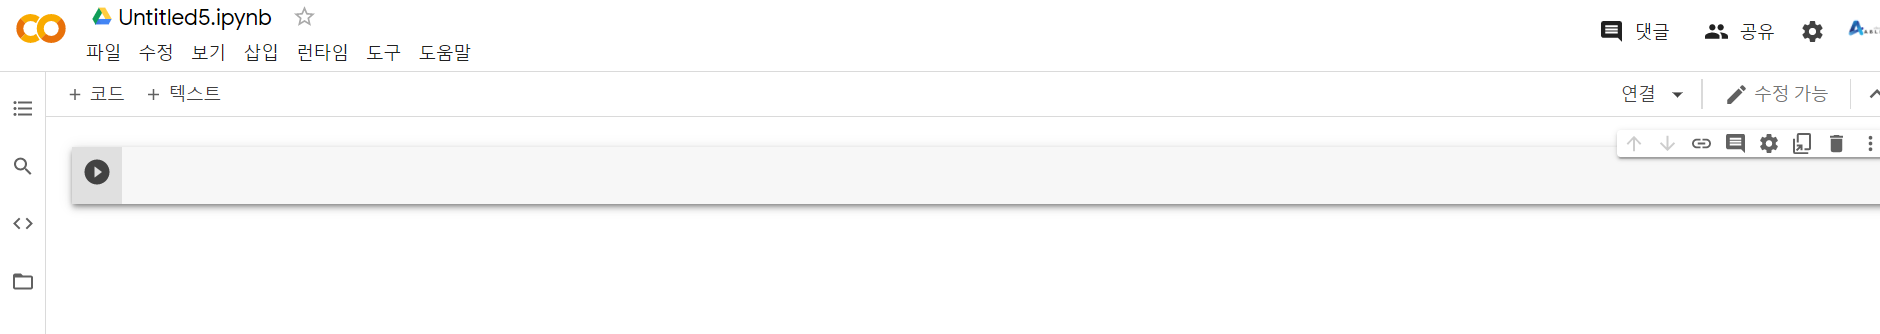 Untitled5.ipynb
파일 수정 보기 삽입 런타임 도구 도움말
댓글 공유
+ 코드 + 텍스트
연결 수정 가능